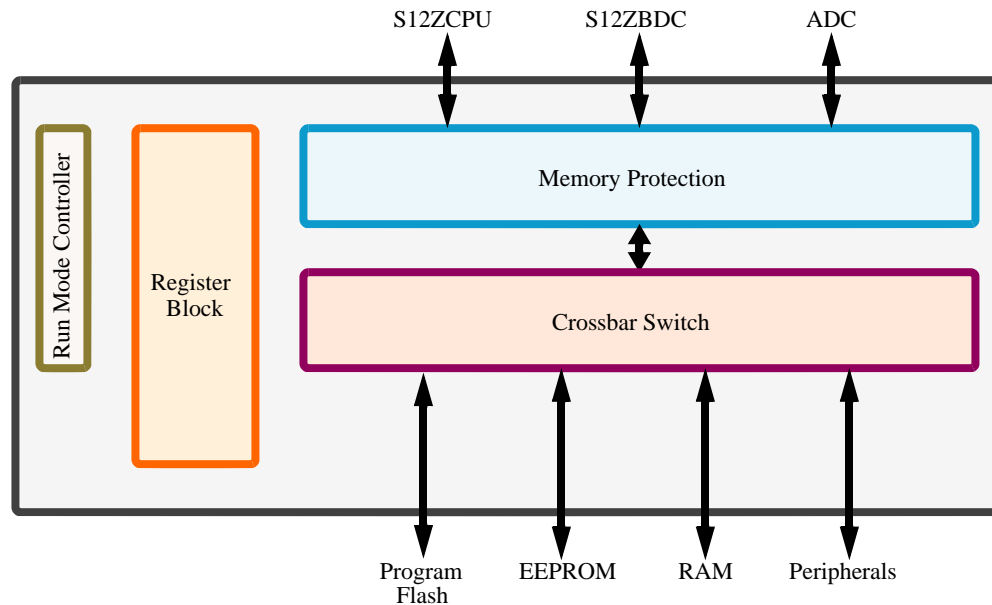 S12ZCPU
S12ZBDC
ADC
Run Mode Controller
Register
Block
Memory Protection
Crossbar Switch
Program
Flash
EEPROM
RAM
Peripherals